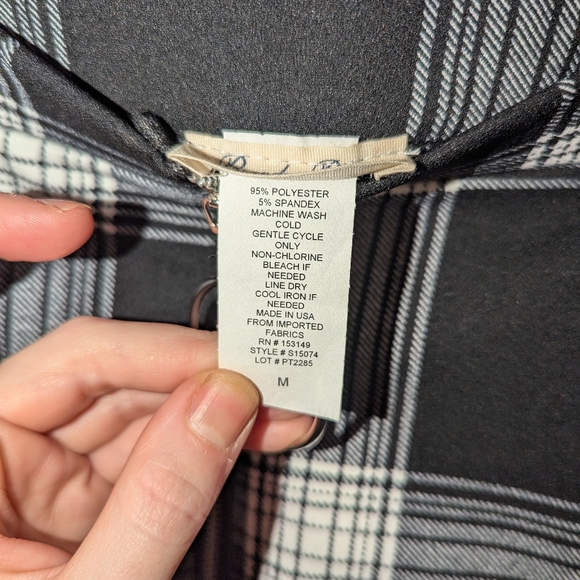 95% POLYESTER
5% SPANDEX
MACHINE WASH
COLD
GENTLE CYCLE
ONLY
NON-CHLORINE
BLEACH IF
NEEDED
LINE DRY
COOL IRON IF
NEEDED
MADE IN USA
FROM IMPORTED
FABRICS
RN # 153149
STYLE # S15074
LOT # PT2285
M